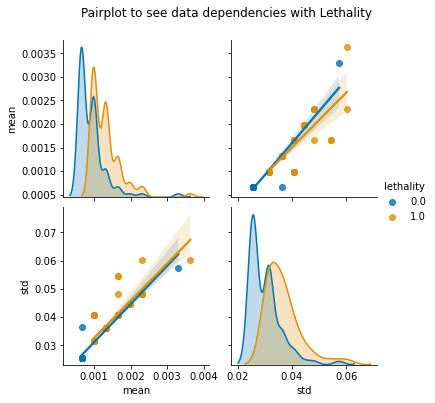 Pairplot to see data dependencies with Lethality
0.0035
0.0030
0.0025
0.0020
0.0015
0.0010
0.0005
mean
lethality
0.0
1.0
0.07
0.06
0.05
0.04
0.03
std
0.001 0.002 0.003 0.004
mean
0.02 0.04 0.06
std